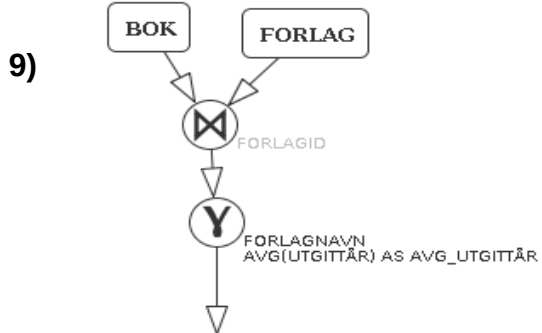 BOK
FORLAG
9)
FORLAGID
FORLAGNAVN
AVG(UTGITTÅR) AS AVG_UTGITTÅR